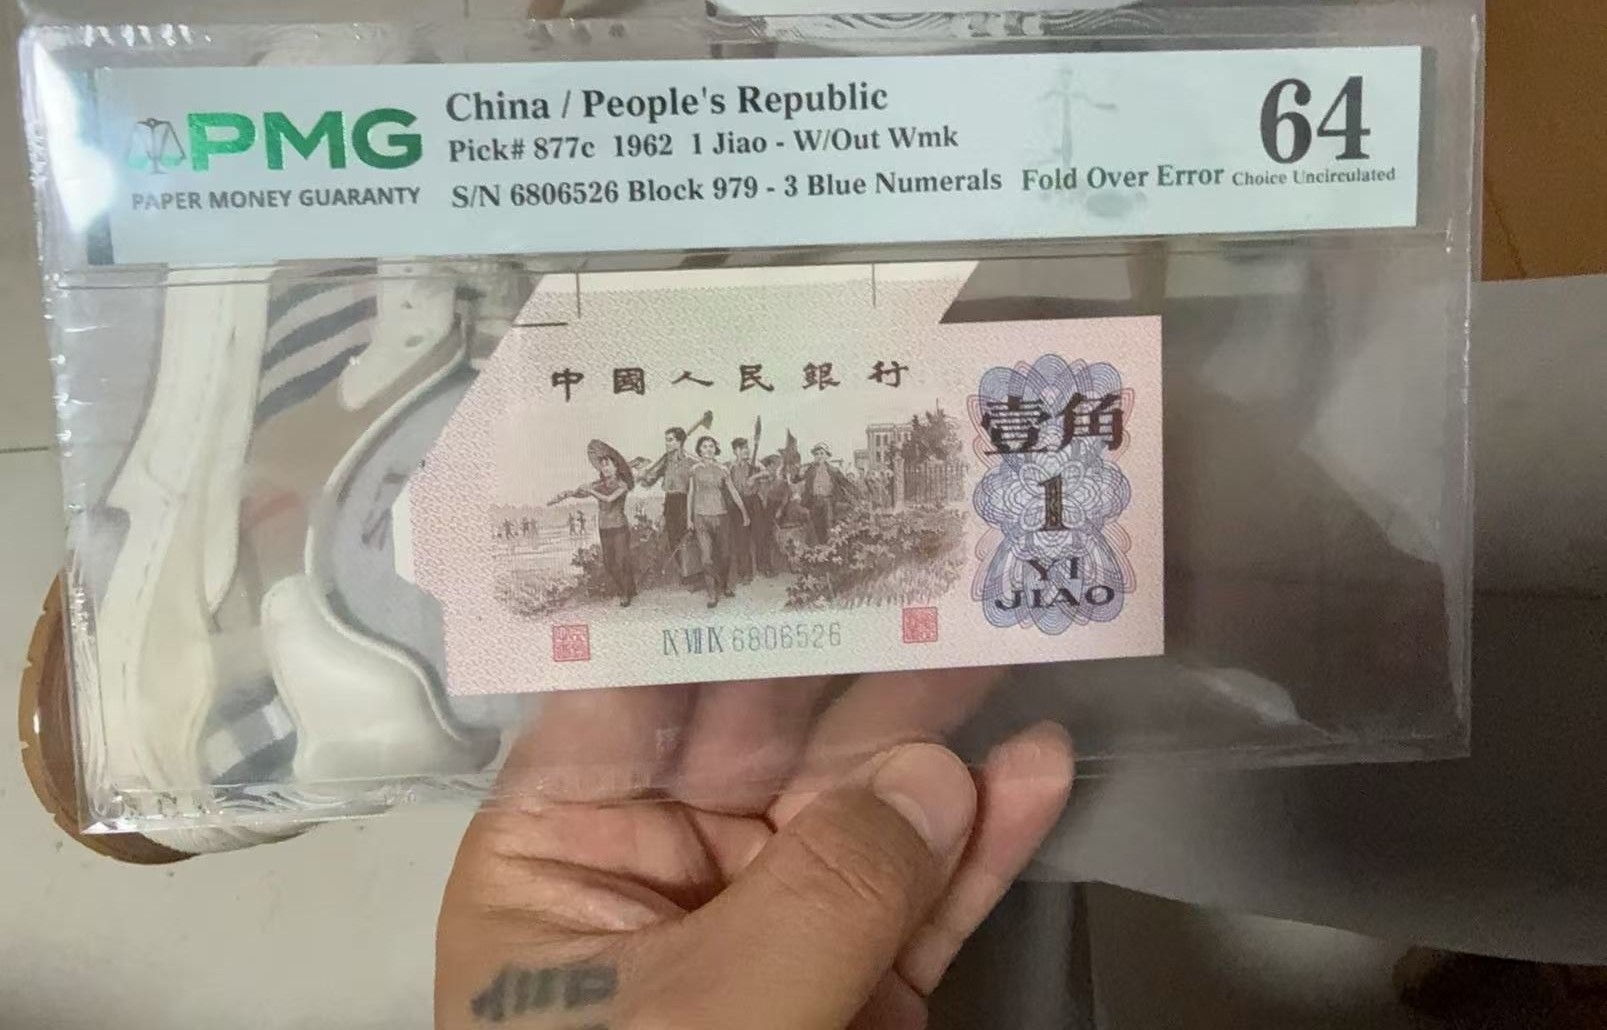 PMG
PAPER MONEY GUARANTY
China / People's Republic
Pick# 877c 1962 1 Jiao - W/Out Wmk
S/N 6806526 Block 979 - 3 Blue Numerals Fold Over Error
64
Choice Uncirculated
中國人民銀行
壹角
1
YI
JIAO
IX VII IX 6806526